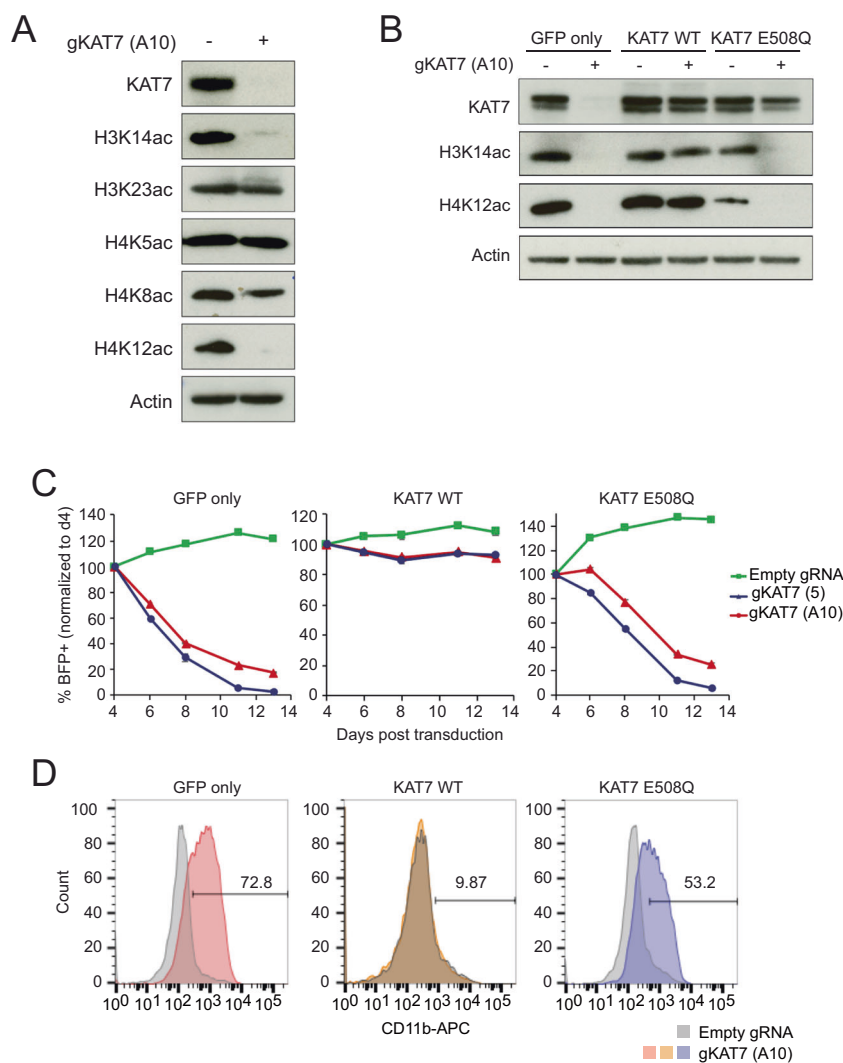 A
gKAT7 (A10) - +
KAT7
H3K14ac
H3K23ac
H4K5ac
H4K8ac
H4K12ac
Actin
B
GFP only KAT7 WT KAT7 E508Q
gKAT7 (A10) - + - + - +
KAT7
H3K14ac
H4K12ac
Actin
C
GFP only KAT7 WT KAT7 E508Q
% BFP+ (normalized to d4)
140 120 100 80 60 40 20 0
4 6 8 10 12 14
140 120 100 80 60 40 20 0
4 6 8 10 12 14
140 120 100 80 60 40 20 0
4 6 8 10 12 14
Days post transduction
Empty gRNA
gKAT7 (5)
gKAT7 (A10)
D
GFP only KAT7 WT KAT7 E508Q
Count
100 80 60 40 20 0
72.8
10⁰ 10¹ 10² 10³ 10⁴ 10⁵
100 80 60 40 20 0
9.87
10⁰ 10¹ 10² 10³ 10⁴ 10⁵
100 80 60 40 20 0
53.2
10⁰ 10¹ 10² 10³ 10⁴ 10⁵
CD11b-APC
Empty gRNA
gKAT7 (A10)